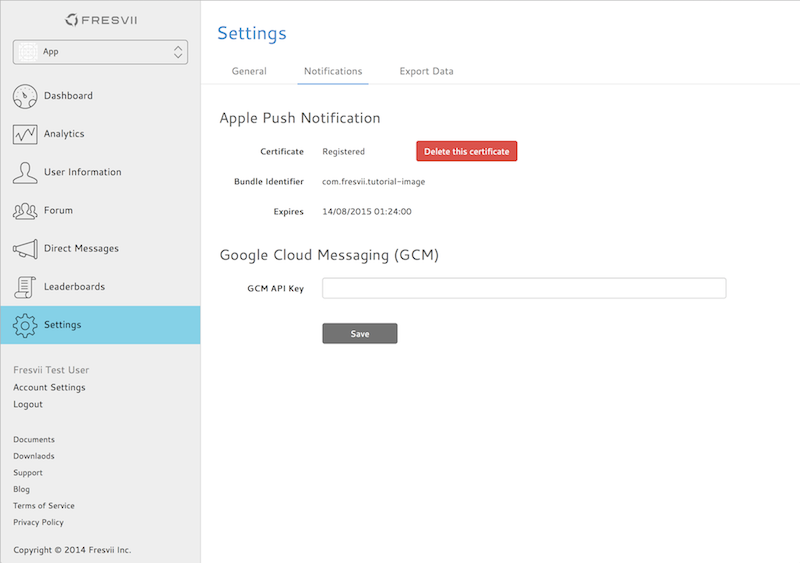 FRESVII
App
Dashboard
Analytics
User Information
Forum
Direct Messages
Leaderboards
Settings
Fresvii Test User
Account Settings
Logout
Documents
Downlaods
Support
Blog
Terms of Service
Privacy Policy
Copyright © 2014 Fresvii Inc.
Settings
General Notifications Export Data
Apple Push Notification
Certificate Registered Delete this certificate
Bundle Identifier com.fresvii.tutorial-image
Expires 14/08/2015 01:24:00
Google Cloud Messaging (GCM)
GCM API Key
Save